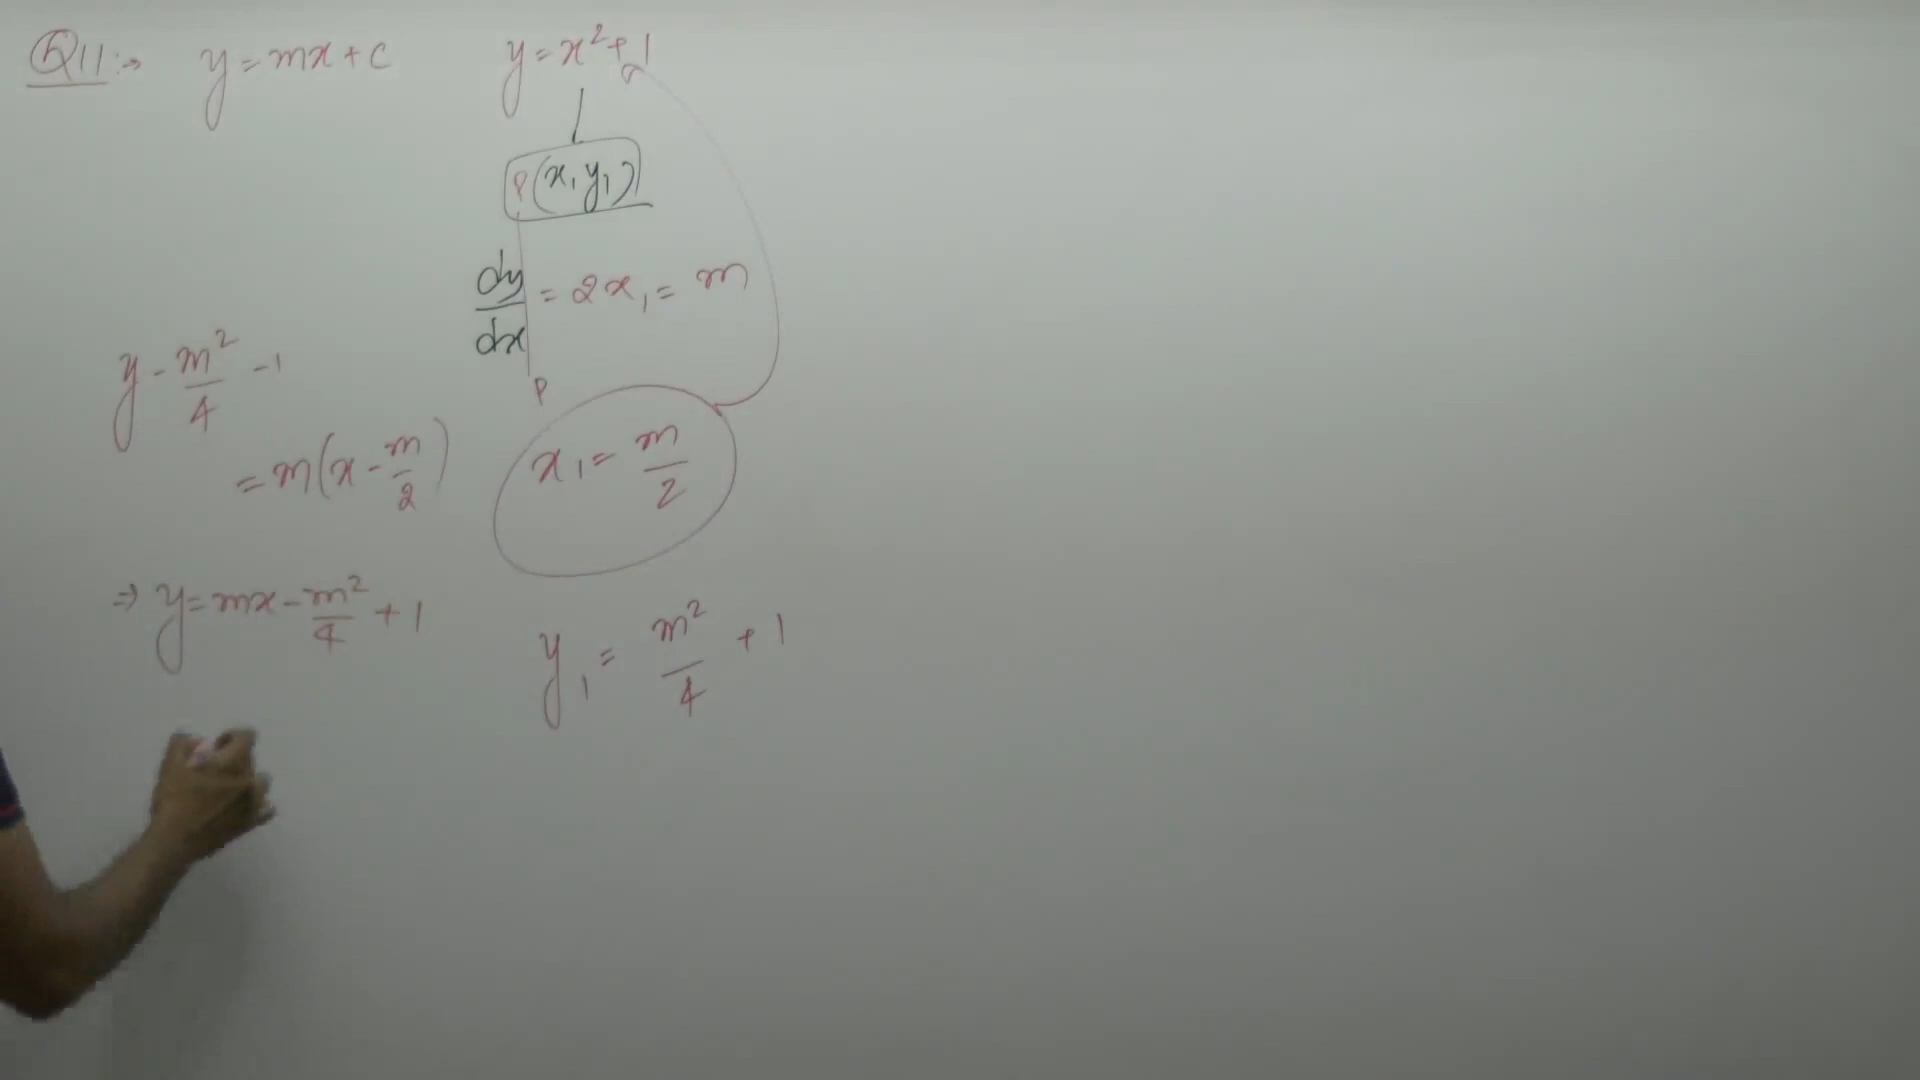 Q11:→ y = mx + c y = x² + 1
P(x₁ y₁)
dy/dx |P = 2x₁ = m
y - m²/4 - 1
= m(x - m/2)
x₁ = m/2
⇒ y = mx - m²/4 + 1
y₁ = m²/4 + 1